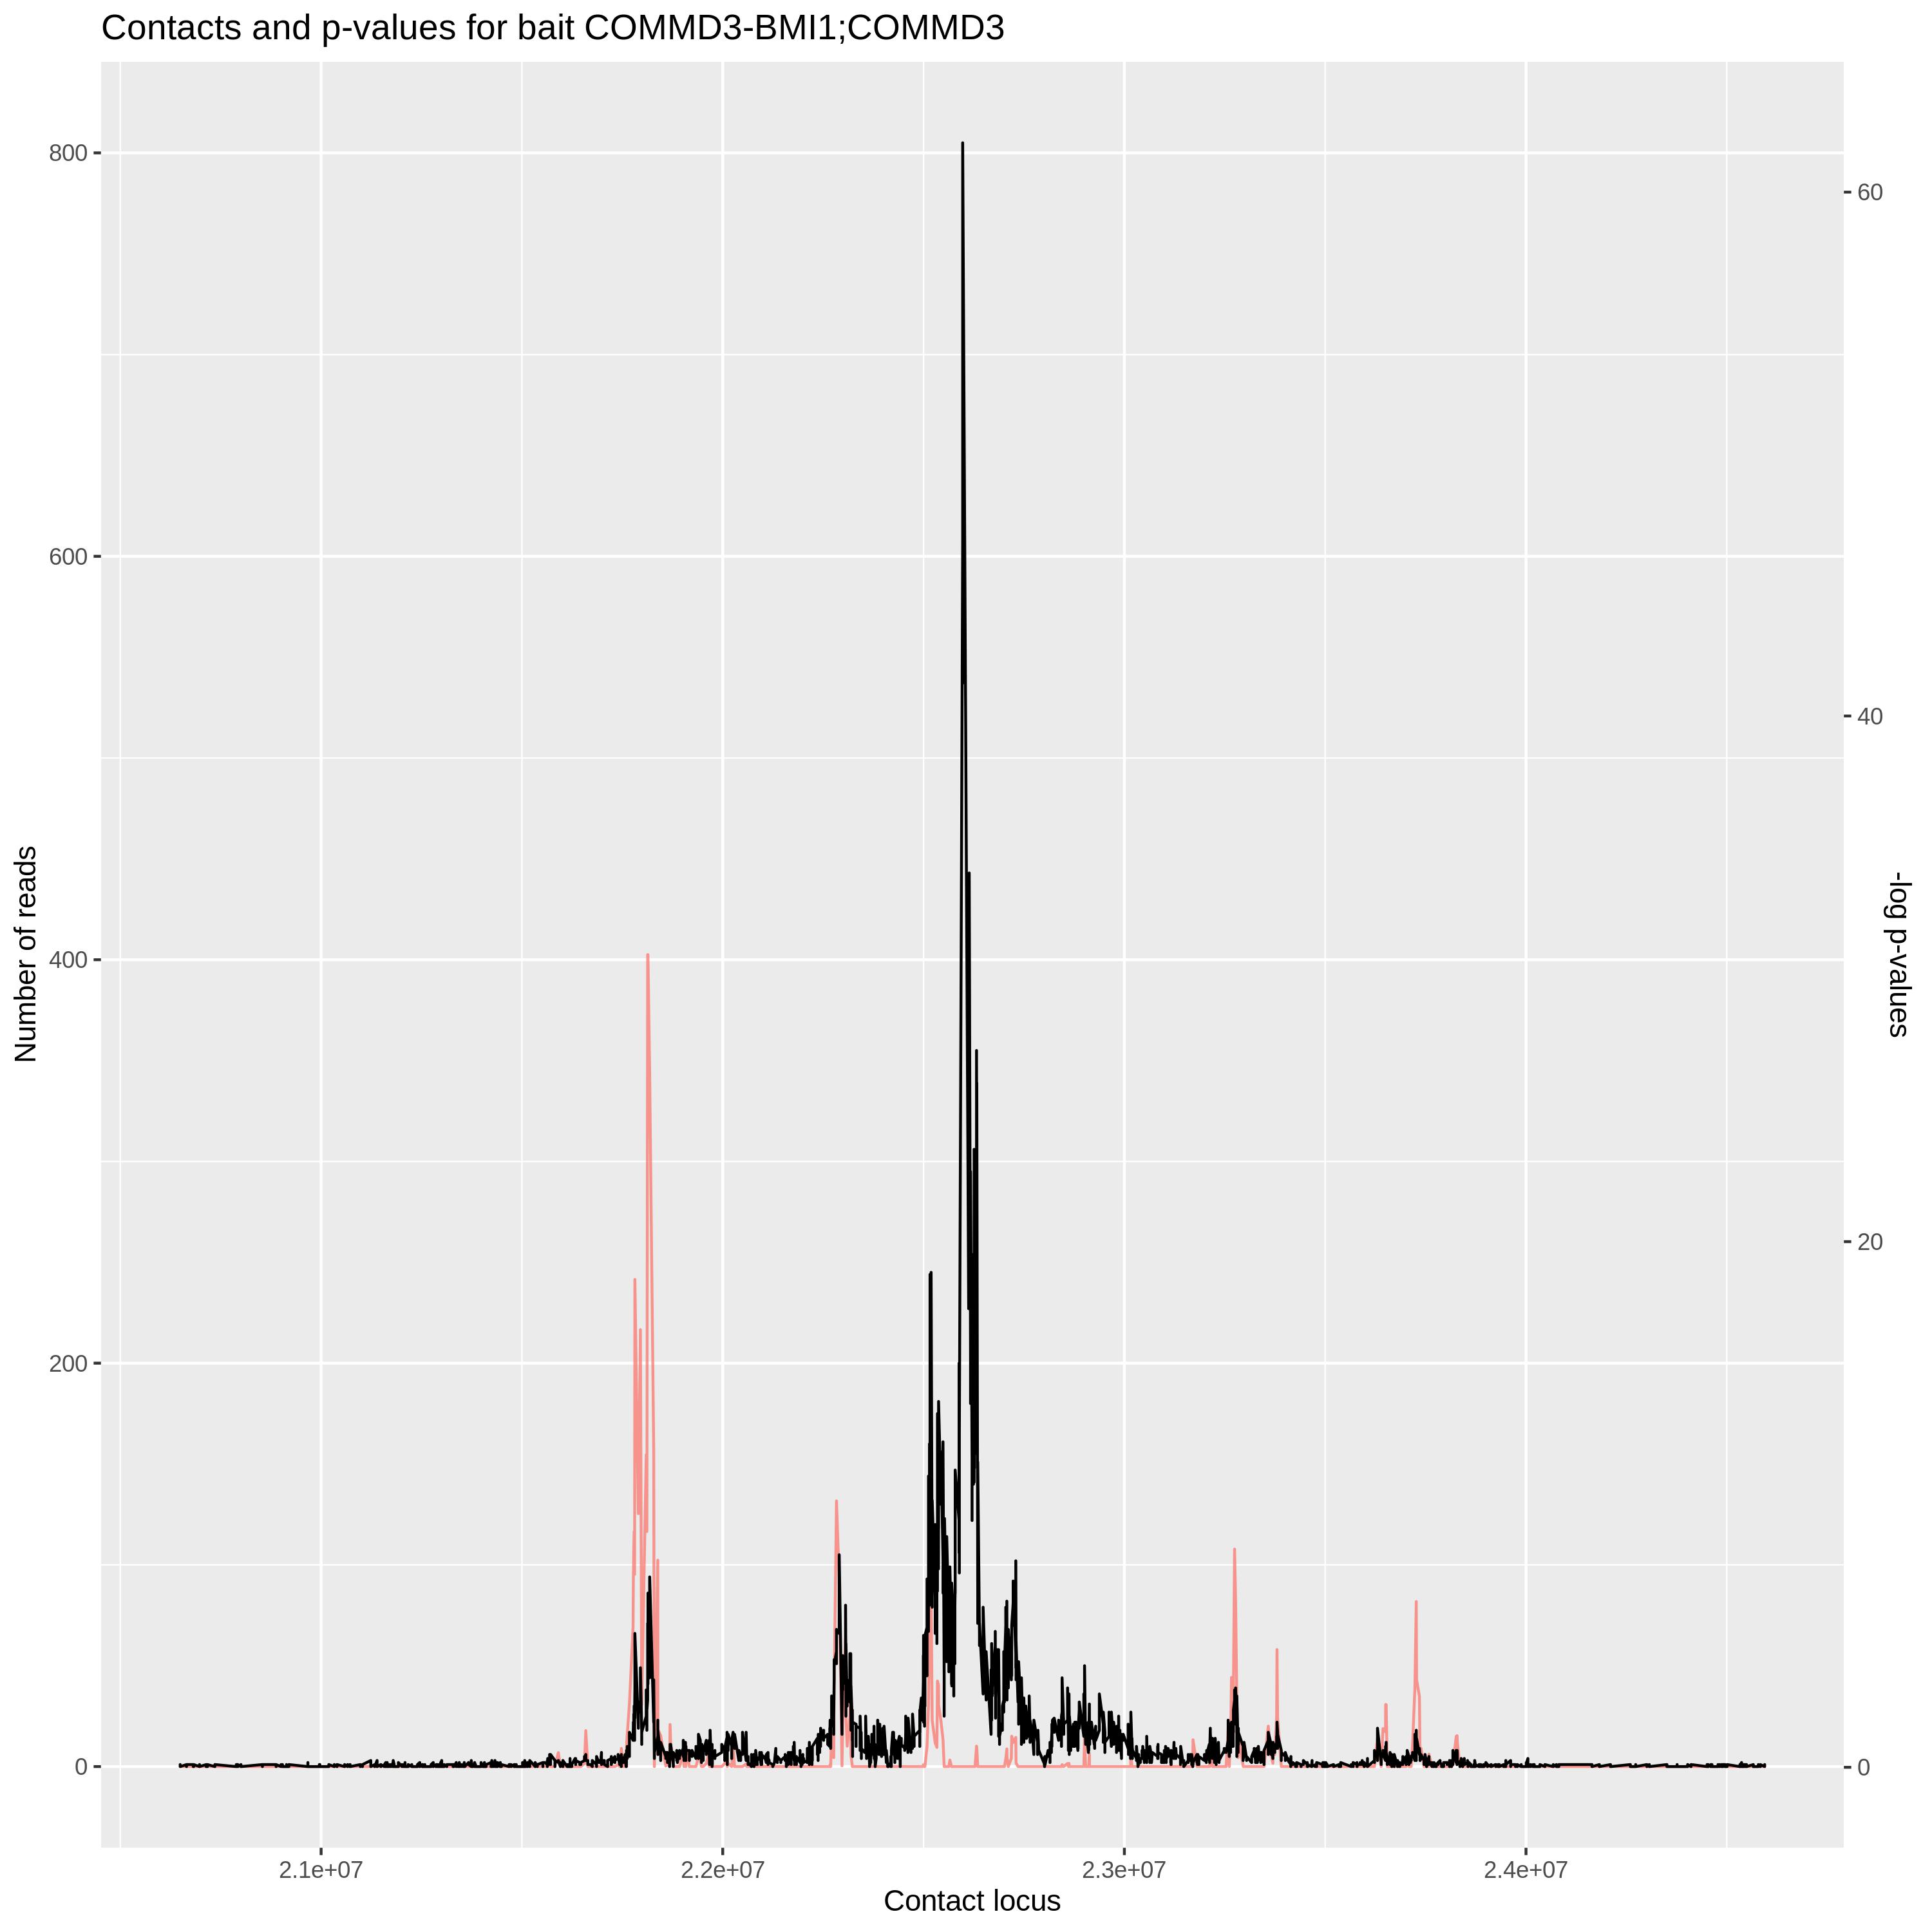 Contacts and p-values for bait COMMD3-BMI1;COMMD3
800
600
400
200
0
Number of reads
60
40
20
0
-log p-values
2.1e+07 2.2e+07 2.3e+07 2.4e+07
Contact locus